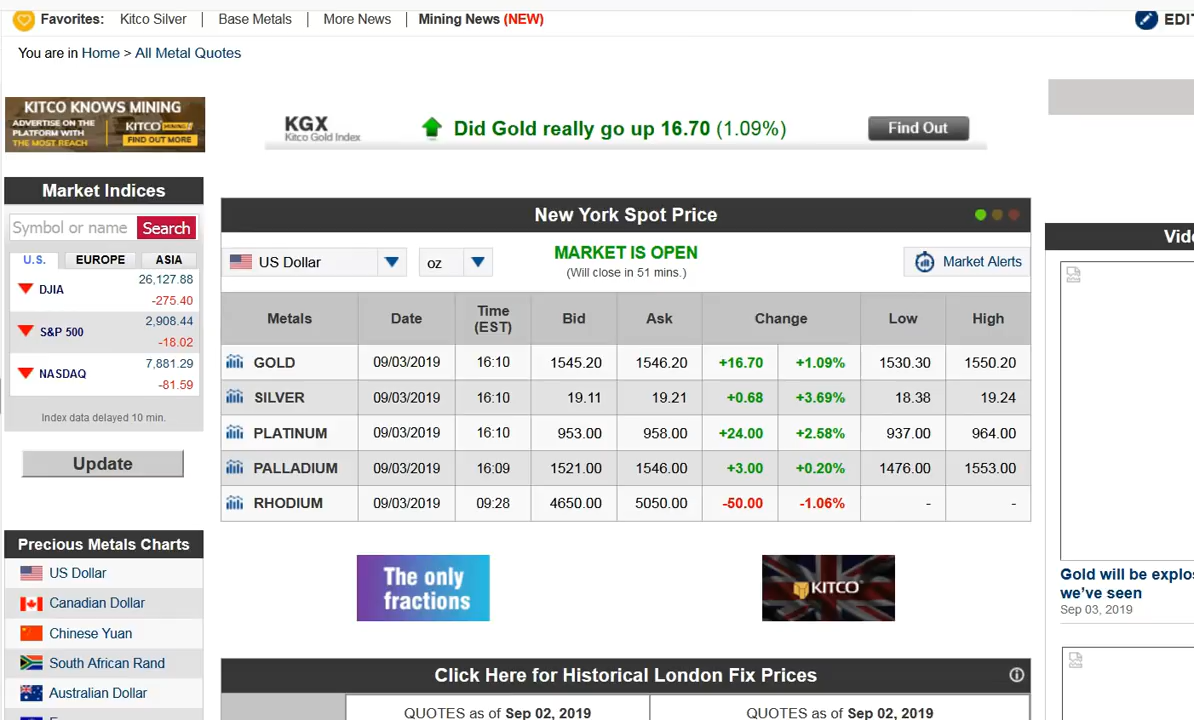 Favorites: Kitco Silver | Base Metals | More News | Mining News (NEW)
You are in Home > All Metal Quotes
KITCO KNOWS MINING
ADVERTISE ON THE
PLATFORM WITH
THE MOST REACH
KITCO MINING
FIND OUT MORE
KGX
Kitco Gold Index
Did Gold really go up 16.70 (1.09%)
Find Out
Market Indices
Symbol or name Search
U.S. EUROPE ASIA
DJIA 26,127.88
-275.40
S&P 500 2,908.44
-18.02
NASDAQ 7,881.29
-81.59
Index data delayed 10 min.
Update
Precious Metals Charts
US Dollar
Canadian Dollar
Chinese Yuan
South African Rand
Australian Dollar
New York Spot Price
US Dollar oz
MARKET IS OPEN
(Will close in 51 mins.)
Market Alerts
Metals Date Time (EST) Bid Ask Change Low High
GOLD 09/03/2019 16:10 1545.20 1546.20 +16.70 +1.09% 1530.30 1550.20
SILVER 09/03/2019 16:10 19.11 19.21 +0.68 +3.69% 18.38 19.24
PLATINUM 09/03/2019 16:10 953.00 958.00 +24.00 +2.58% 937.00 964.00
PALLADIUM 09/03/2019 16:09 1521.00 1546.00 +3.00 +0.20% 1476.00 1553.00
RHODIUM 09/03/2019 09:28 4650.00 5050.00 -50.00 -1.06% - -
The only
fractions
KITCO
Click Here for Historical London Fix Prices
QUOTES as of Sep 02, 2019 QUOTES as of Sep 02, 2019
Gold will be explos
we've seen
Sep 03, 2019